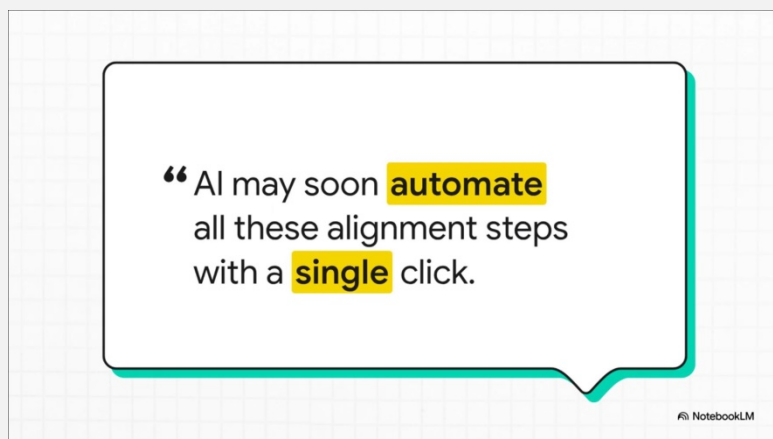 “ AI may soon automate
all these alignment steps
with a single click.
NotebookLM